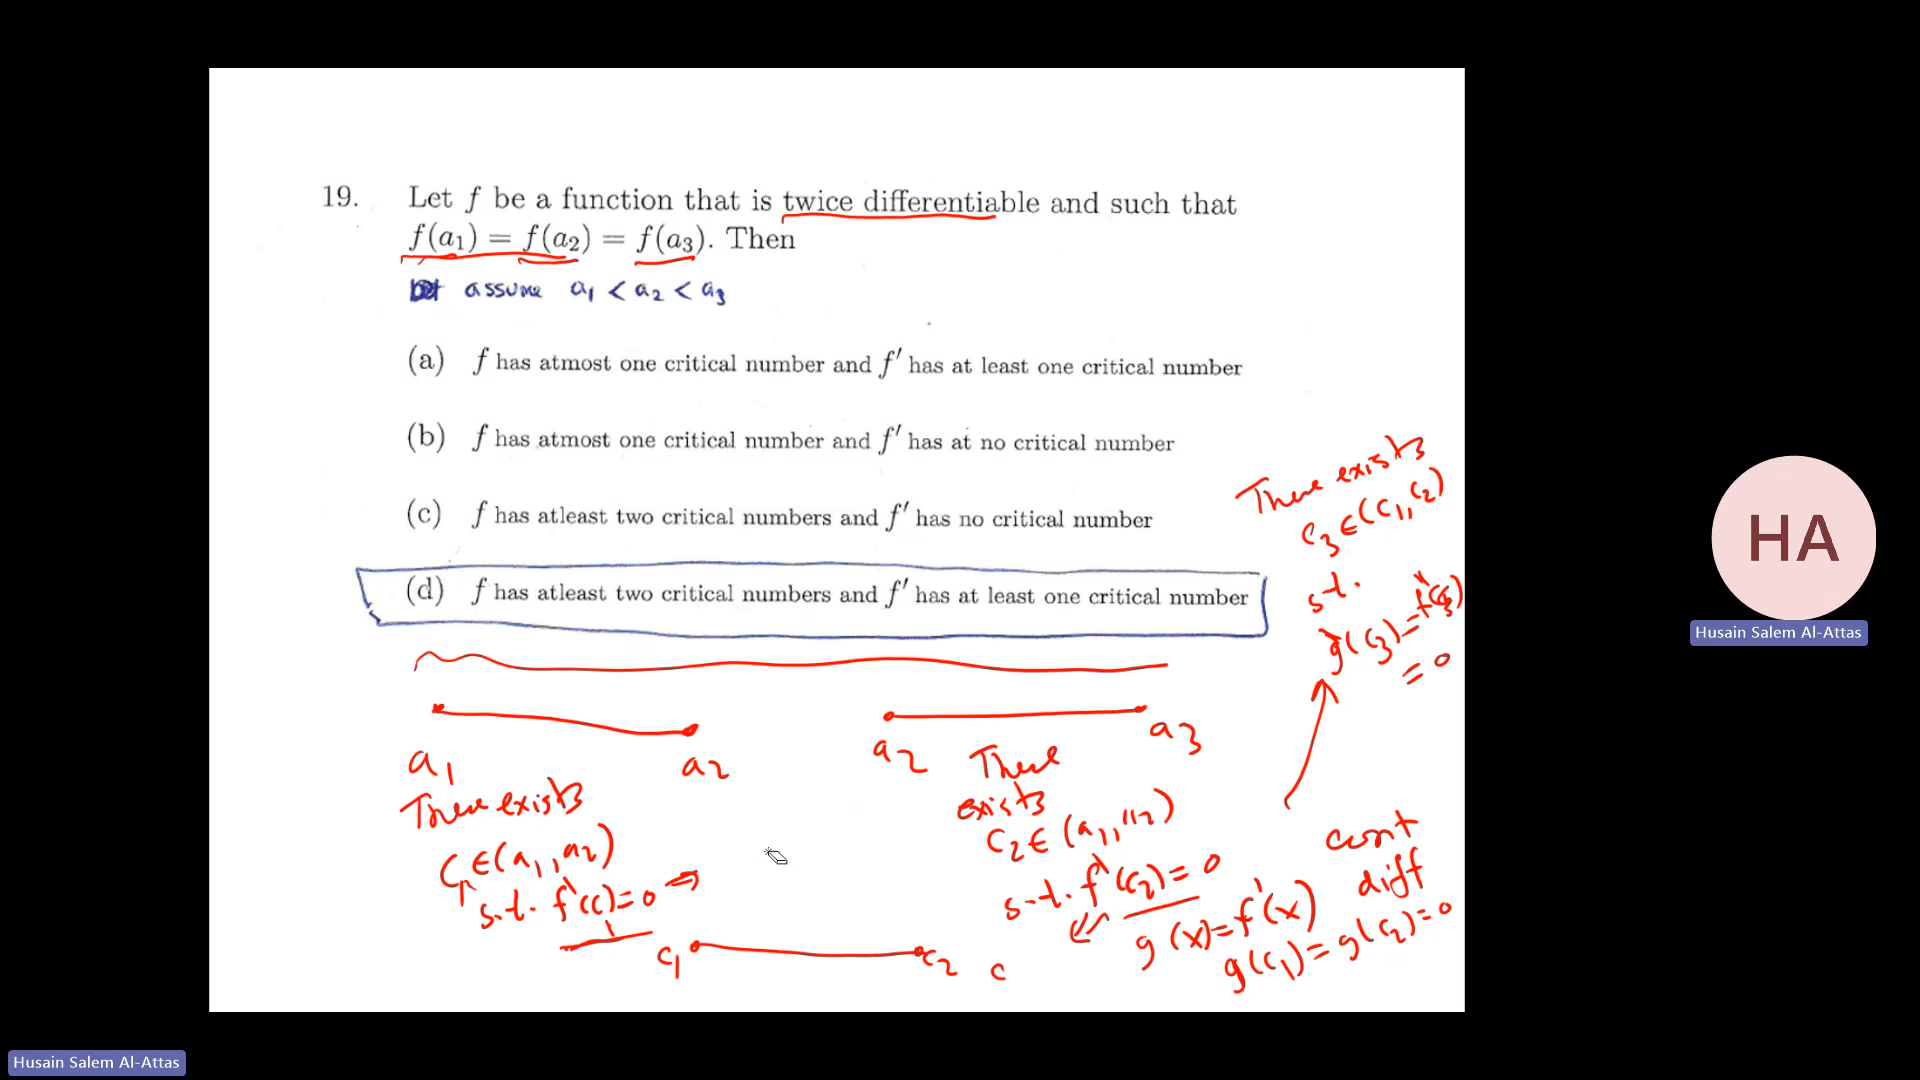 19. Let f be a function that is twice differentiable and such that
f(a₁) = f(a₂) = f(a₃). Then
assume a₁ < a₂ < a₃
(a) f has atmost one critical number and f′ has at least one critical number
(b) f has atmost one critical number and f′ has at no critical number
(c) f has atleast two critical numbers and f′ has no critical number
(d) f has atleast two critical numbers and f′ has at least one critical number
a₁
a₂
There exists
C₁ ∈ (a₁, a₂)
s.t. f′(c₁) = 0
a₂
a₃
There
exists
C₂ ∈ (a₁,
s.t. f′(c₂) = 0
c₁
c₂
c
g(x) = f′(x)
g(c₁) = g(c₂) = 0
cont
diff
There exists
c₃ ∈ (c₁, c₂)
s.t.
g′(c₃) = f″(c₃)
= 0
HA
Husain Salem Al-Attas
Husain Salem Al-Attas